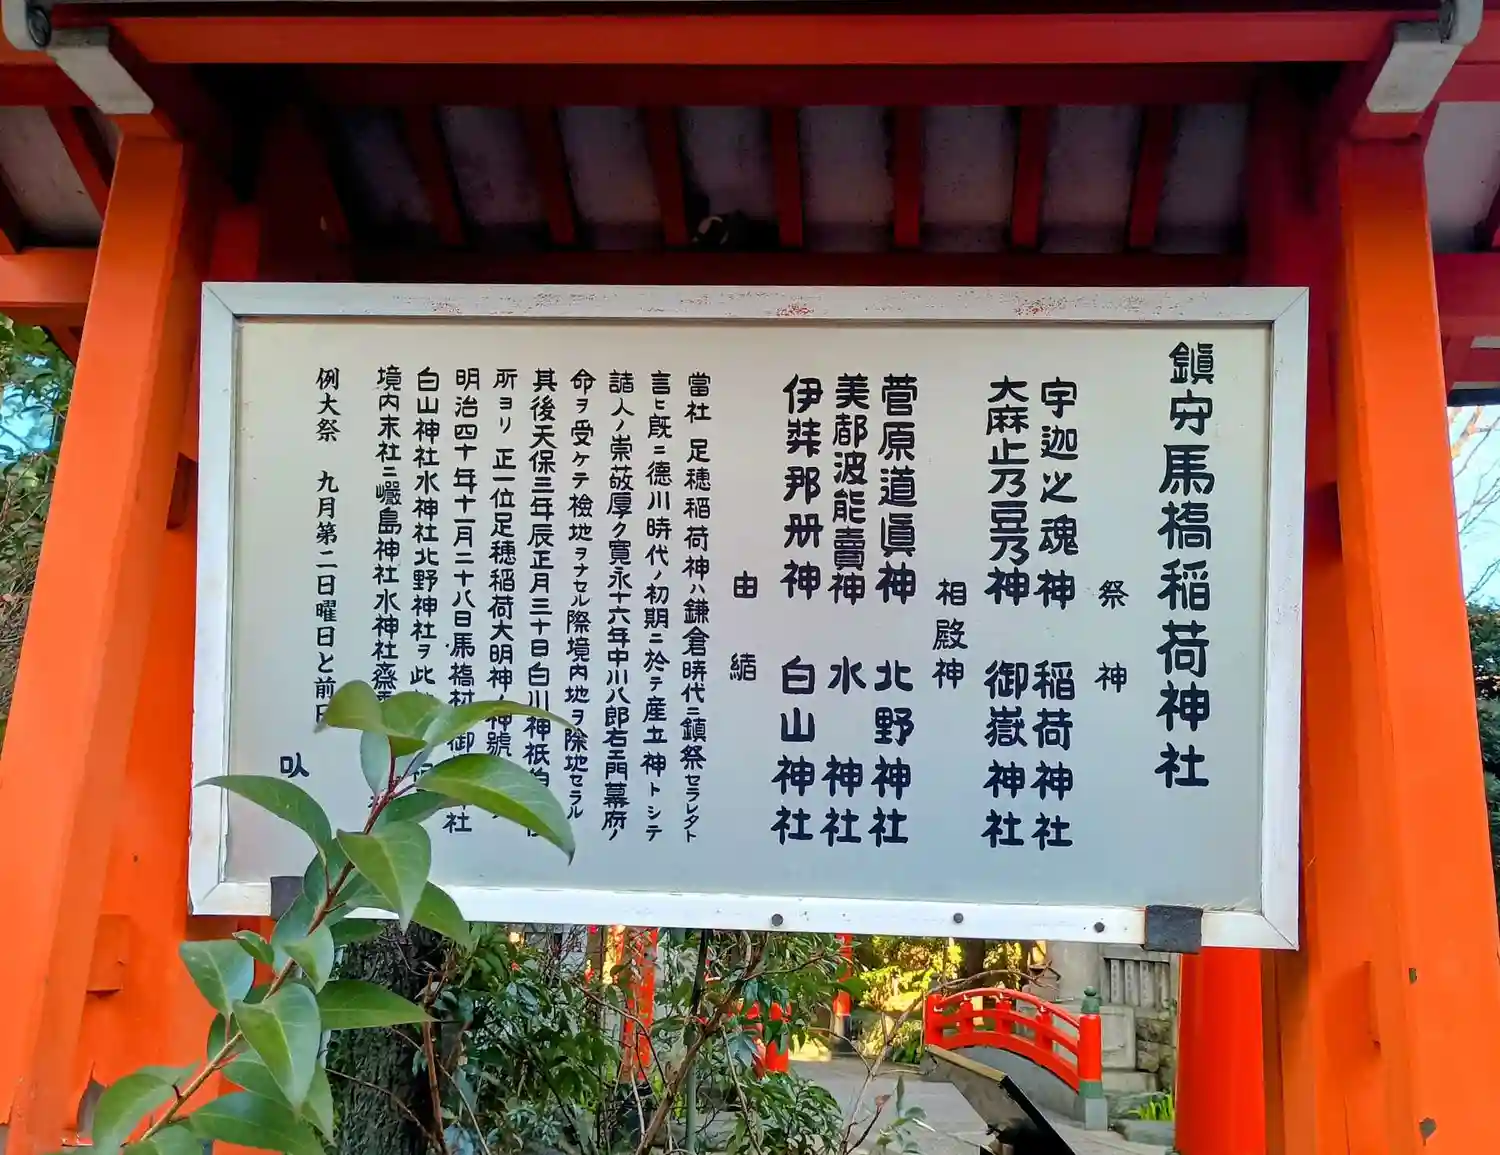 鎮守馬橋稲荷神社
祭神
宇迦之魂神 稲荷神社
大麻止乃豆乃神 御嶽神社
相殿神
菅原道眞神 北野神社
美都波能賣神 水神社
伊弉那册神 白山神社
由緒
當社 足穂稲荷神ハ鎌倉時代ニ鎮祭セラレタト
言ヒ既ニ德川時代ノ初期ニ於テ産土神トシテ
諸人ノ崇敬厚ク寛永十六年中川八郎右エ門幕府ノ
命ヲ受ケテ檢地ヲナセル際境内地ヲ除地セラル
其後天保三年辰正月三十日白川神祇伯
所ヨリ 正一位足穂稲荷大明神ノ神號
明治四十年十一月二十八日馬橋村御 社
白山神社水神社北野神社ヲ此
境内末社ニ嚴島神社水神社齋
例大祭 九月第二日曜日と前日
以